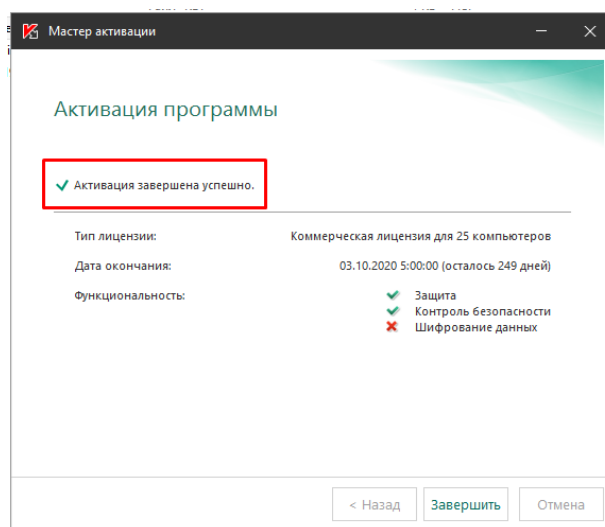 Мастер активации
Активация программы
Активация завершена успешно.
Тип лицензии: Коммерческая лицензия для 25 компьютеров
Дата окончания: 03.10.2020 5:00:00 (осталось 249 дней)
Функциональность: Защита
Контроль безопасности
Шифрование данных
< Назад Завершить Отмена